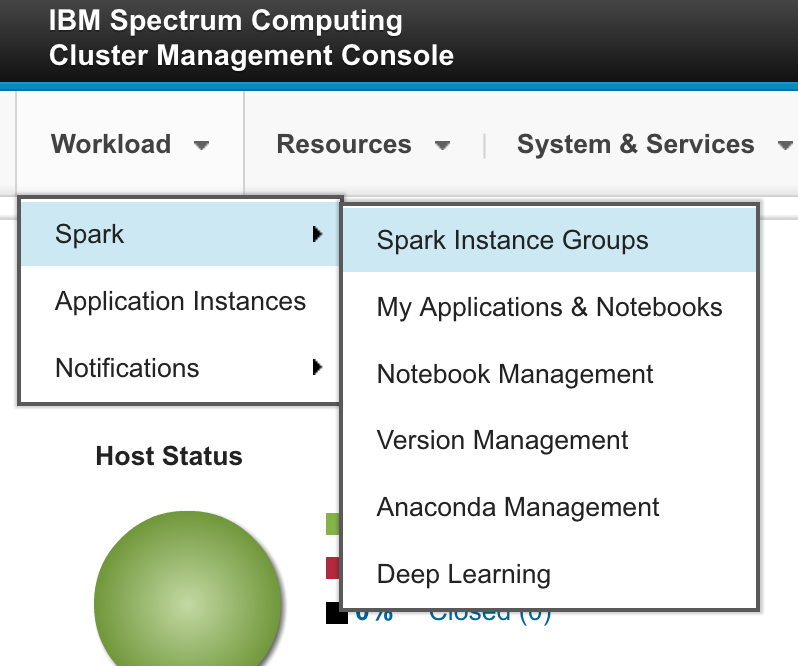 IBM Spectrum Computing
Cluster Management Console
Workload
Resources
System & Services
Spark
Application Instances
Notifications
Spark Instance Groups
My Applications & Notebooks
Notebook Management
Version Management
Anaconda Management
Deep Learning
Host Status
0% Closed (0)